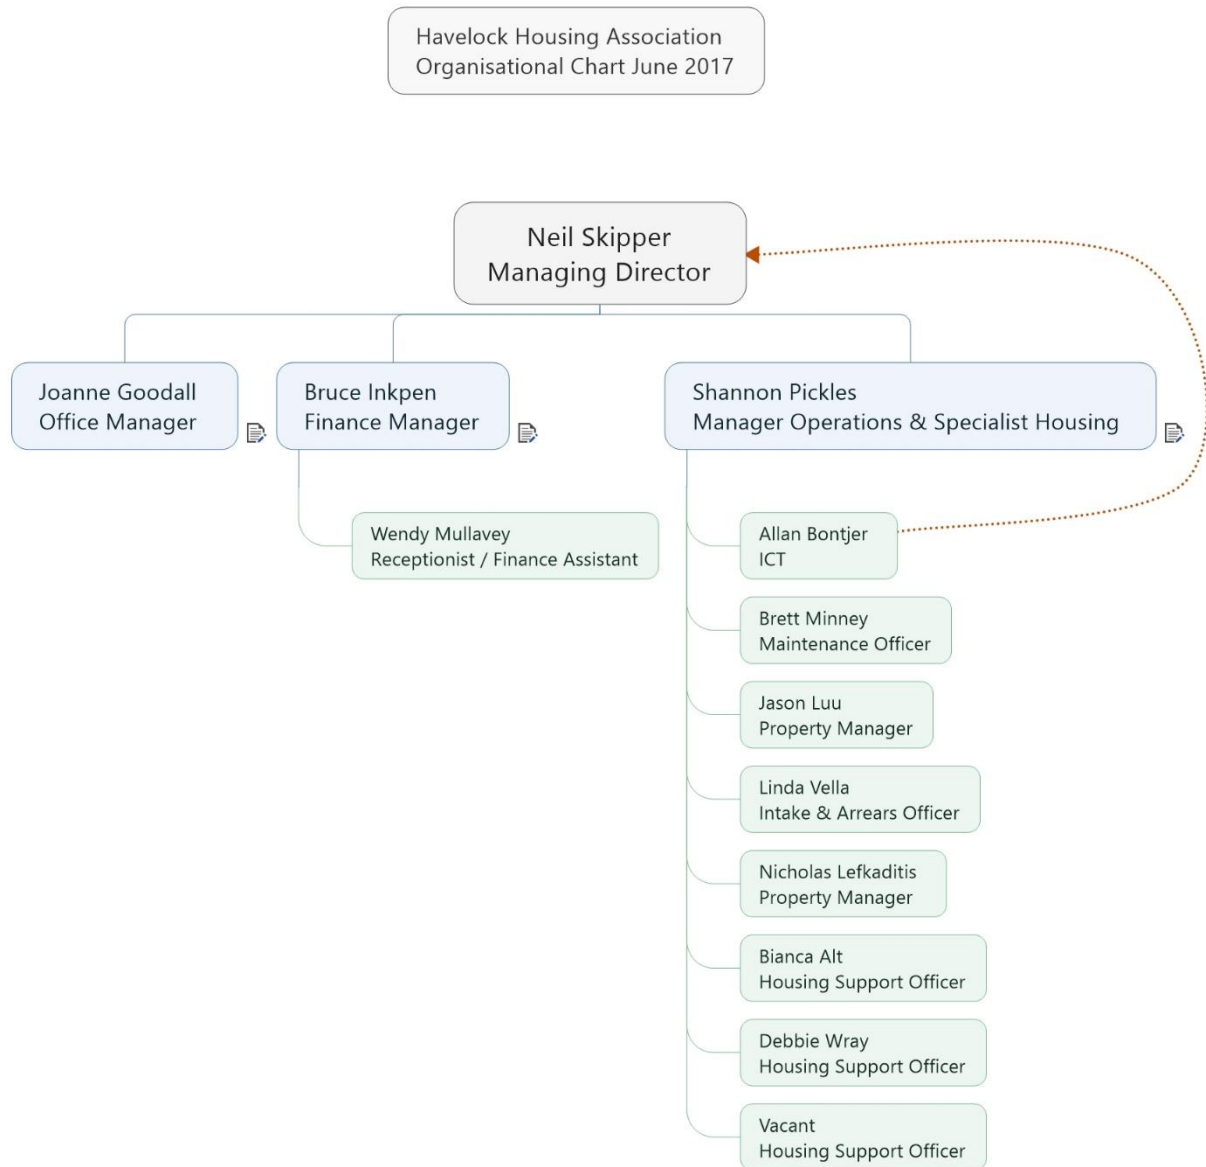 Havelock Housing Association
Organisational Chart June 2017
Neil Skipper
Managing Director
Joanne Goodall
Office Manager
Bruce Inkpen
Finance Manager
Shannon Pickles
Manager Operations & Specialist Housing
Wendy Mullavey
Receptionist / Finance Assistant
Allan Bontjer
ICT
Brett Minney
Maintenance Officer
Jason Luu
Property Manager
Linda Vella
Intake & Arrears Officer
Nicholas Lefkaditis
Property Manager
Bianca Alt
Housing Support Officer
Debbie Wray
Housing Support Officer
Vacant
Housing Support Officer